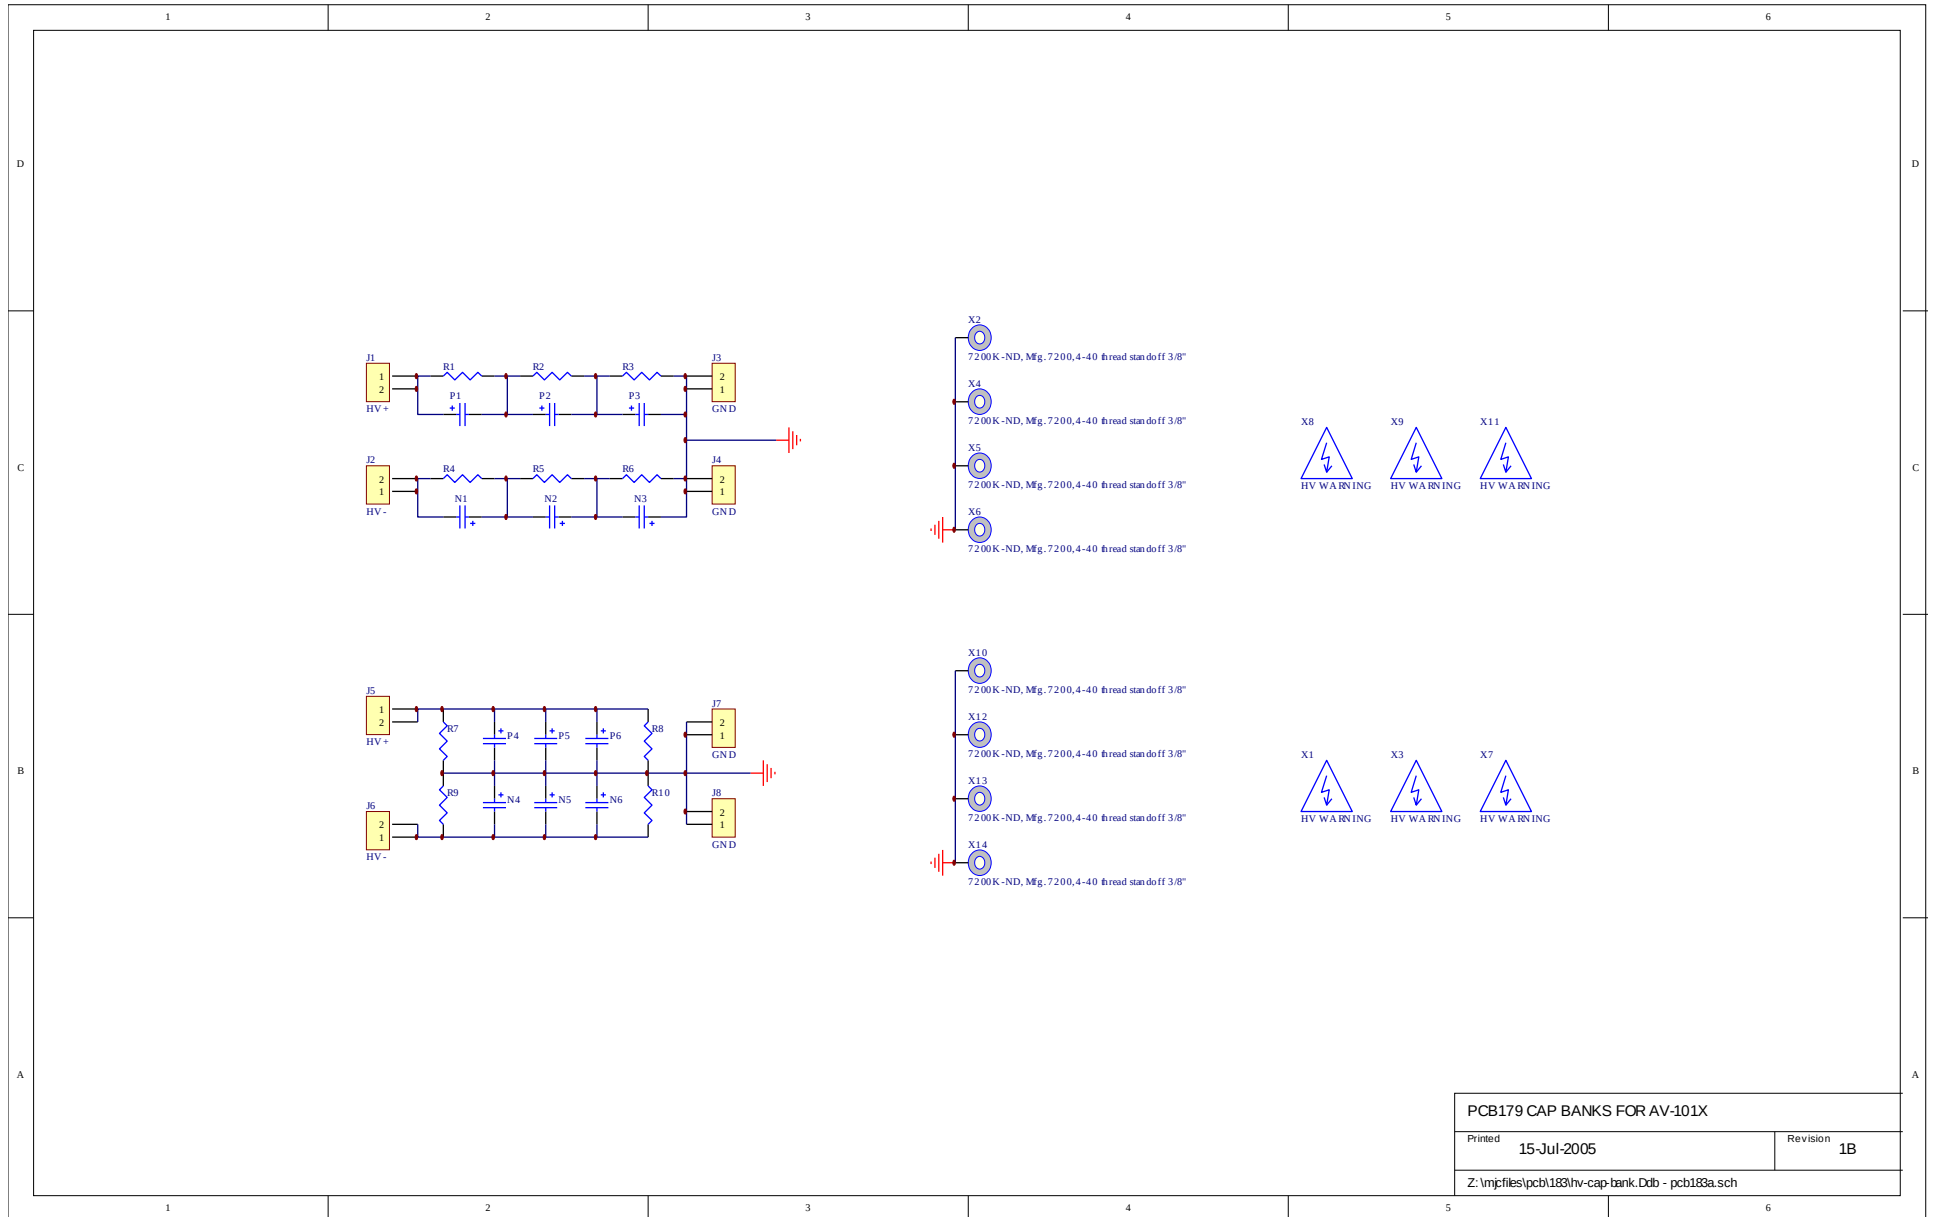 1 2 3 4 5 6
D D
X2
7200K-ND, Mfg. 7200, 4-40 thread standoff 3/8"
J1 R1 R2 R3 J3
1 2
2 1
P1 P2 P3
+ + +
HV+ GND
X4
7200K-ND, Mfg. 7200, 4-40 thread standoff 3/8"
X8 X9 X11
HV WARNING HV WARNING HV WARNING
C C
X5
7200K-ND, Mfg. 7200, 4-40 thread standoff 3/8"
J2 R4 R5 R6 J4
2 2
1 1
N1 N2 N3
+ + +
HV- GND
X6
7200K-ND, Mfg. 7200, 4-40 thread standoff 3/8"
X10
7200K-ND, Mfg. 7200, 4-40 thread standoff 3/8"
J5 J7
1 2
2 1
R7 + P4 + P5 + P6 R8
HV+ GND
X12
7200K-ND, Mfg. 7200, 4-40 thread standoff 3/8"
X1 X3 X7
HV WARNING HV WARNING HV WARNING
B B
X13
7200K-ND, Mfg. 7200, 4-40 thread standoff 3/8"
R9 + N4 + N5 + N6 R10
J6 J8
2 2
1 1
HV- GND
X14
7200K-ND, Mfg. 7200, 4-40 thread standoff 3/8"
A A
PCB179 CAP BANKS FOR AV-101X
Printed 15-Jul-2005 Revision 1B
Z:\mjcfiles\pcb\183\hv-cap-bank.Ddb - pcb183a.sch
1 2 3 4 5 6